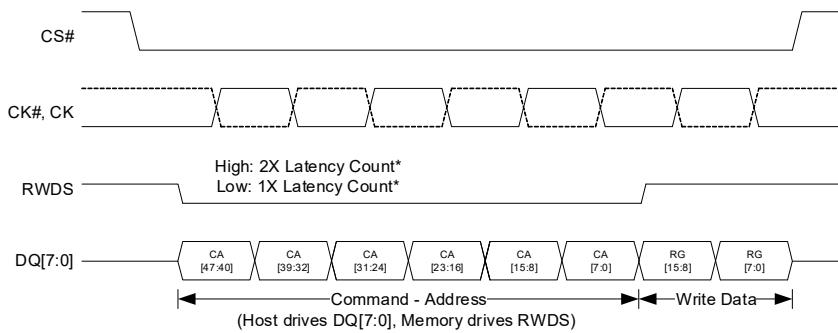 CS#
CK#, CK
High: 2X Latency Count*
Low: 1X Latency Count*
RWDS
DQ[7:0]
CA [47:40]
CA [39:32]
CA [31:24]
CA [23:16]
CA [15:8]
CA [7:0]
RG [15:8]
RG [7:0]
Command - Address
Write Data
(Host drives DQ[7:0], Memory drives RWDS)